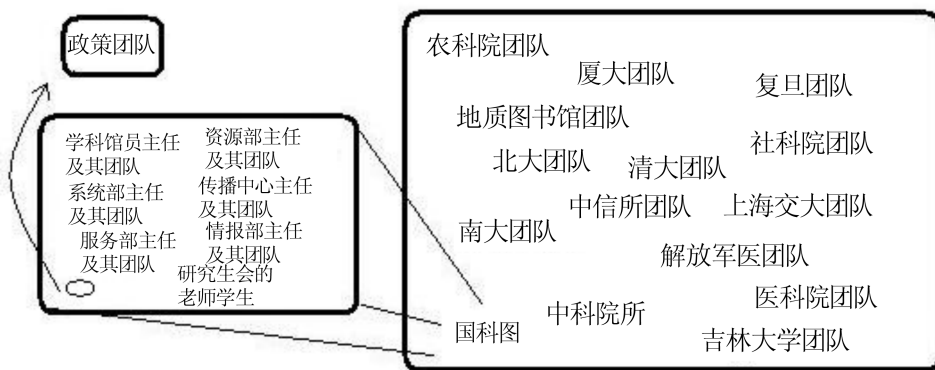 政策团队
学科馆员主任
及其团队
资源部主任
及其团队
系统部主任
及其团队
传播中心主任
及其团队
服务部主任
及其团队
情报部主任
及其团队
研究生会的
老师学生
农科院团队
厦大团队
复旦团队
地质图书馆团队
社科院团队
北大团队
清大团队
中信所团队
上海交大团队
南大团队
解放军医团队
医科院团队
中科院所
国科图
吉林大学团队